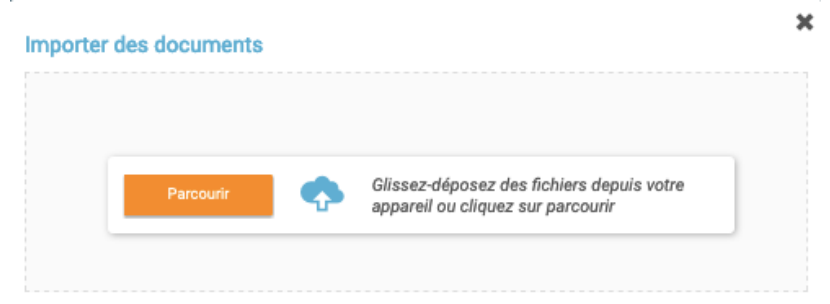 Importer des documents
Parcourir
Glissez-déposez des fichiers depuis votre
appareil ou cliquez sur parcourir